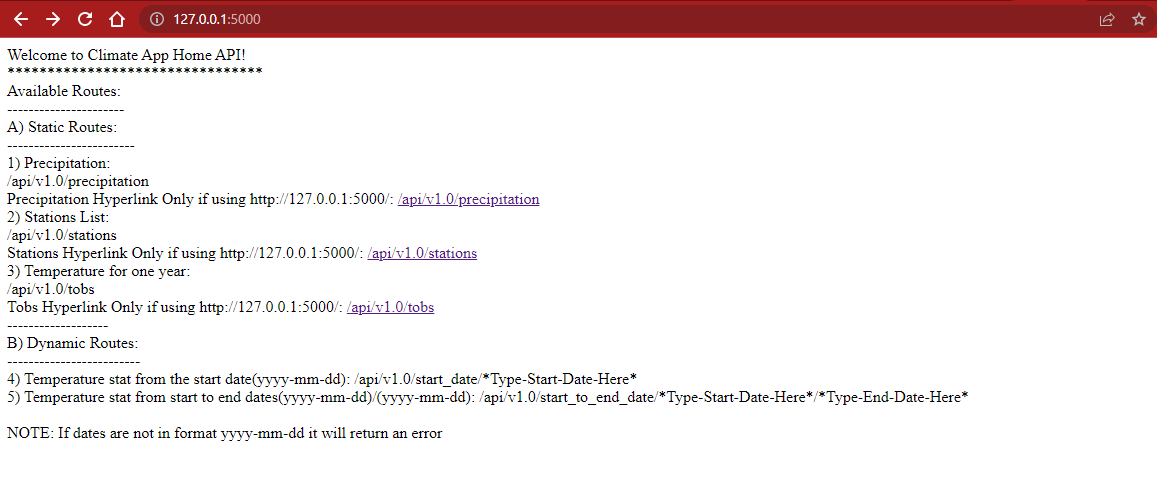 127.0.0.1:5000
Welcome to Climate App Home API!
********************************
Available Routes:
----------------------
A) Static Routes:
------------------------
1) Precipitation:
/api/v1.0/precipitation
Precipitation Hyperlink Only if using http://127.0.0.1:5000/: /api/v1.0/precipitation
2) Stations List:
/api/v1.0/stations
Stations Hyperlink Only if using http://127.0.0.1:5000/: /api/v1.0/stations
3) Temperature for one year:
/api/v1.0/tobs
Tobs Hyperlink Only if using http://127.0.0.1:5000/: /api/v1.0/tobs
-------------------
B) Dynamic Routes:
-------------------------
4) Temperature stat from the start date(yyyy-mm-dd): /api/v1.0/start_date/*Type-Start-Date-Here*
5) Temperature stat from start to end dates(yyyy-mm-dd)/(yyyy-mm-dd): /api/v1.0/start_to_end_date/*Type-Start-Date-Here*/*Type-End-Date-Here*
NOTE: If dates are not in format yyyy-mm-dd it will return an error